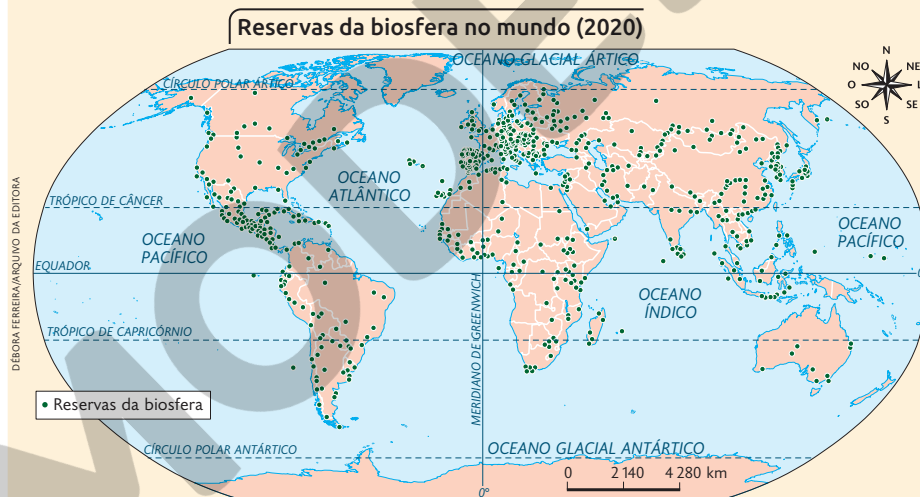 Reservas da biosfera no mundo (2020)
OCEANO GLACIAL ÁRTICO
CÍRCULO POLAR ÁRTICO
N
NO
NE
O
L
SO
SE
S
OCEANO
ATLÂNTICO
TRÓPICO DE CÂNCER
OCEANO
PACÍFICO
OCEANO
PACÍFICO
EQUADOR
0°
OCEANO
ÍNDICO
TRÓPICO DE CAPRICÓRNIO
MERIDIANO DE GREENWICH
Reservas da biosfera
CÍRCULO POLAR ANTÁRTICO
OCEANO GLACIAL ANTÁRTICO
0 2 140 4 280 km
0°
DÉBORA FERREIRA/ARQUIVO DA EDITORA